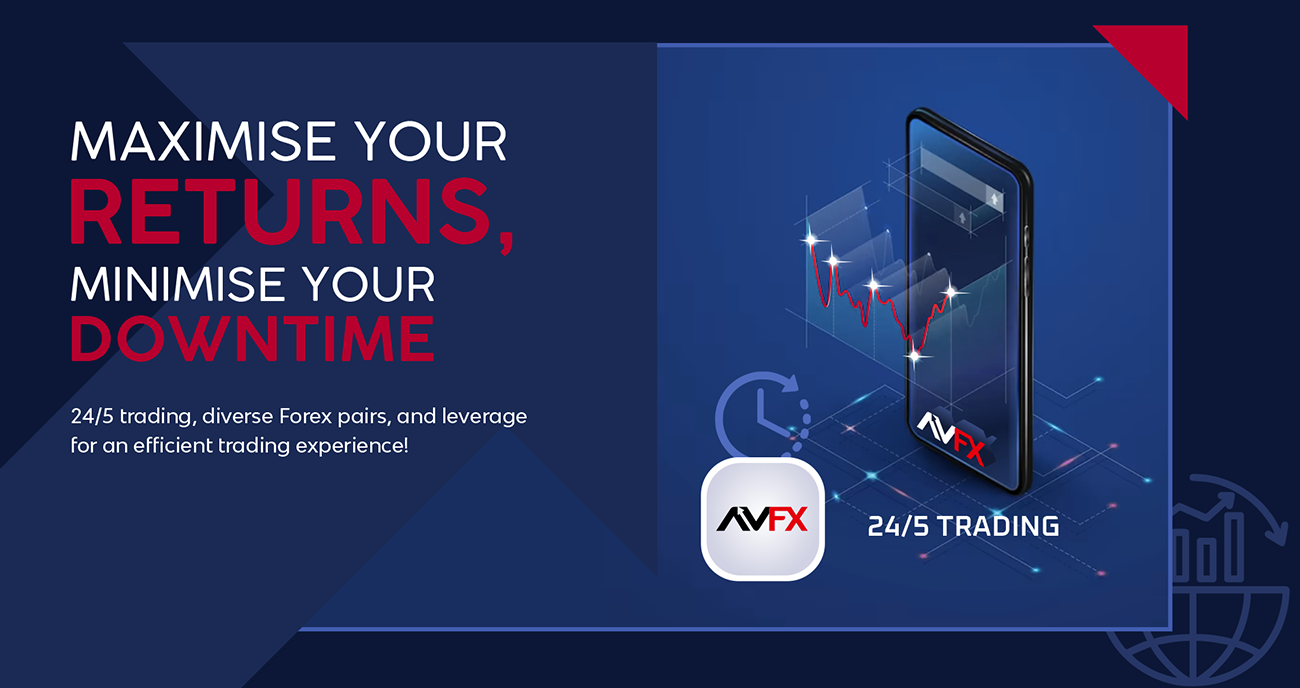 MAXIMISE YOUR
RETURNS,
MINIMISE YOUR
DOWNTIME
24/5 trading, diverse Forex pairs, and leverage
for an efficient trading experience!
AVFX
AVFX
24/5 TRADING